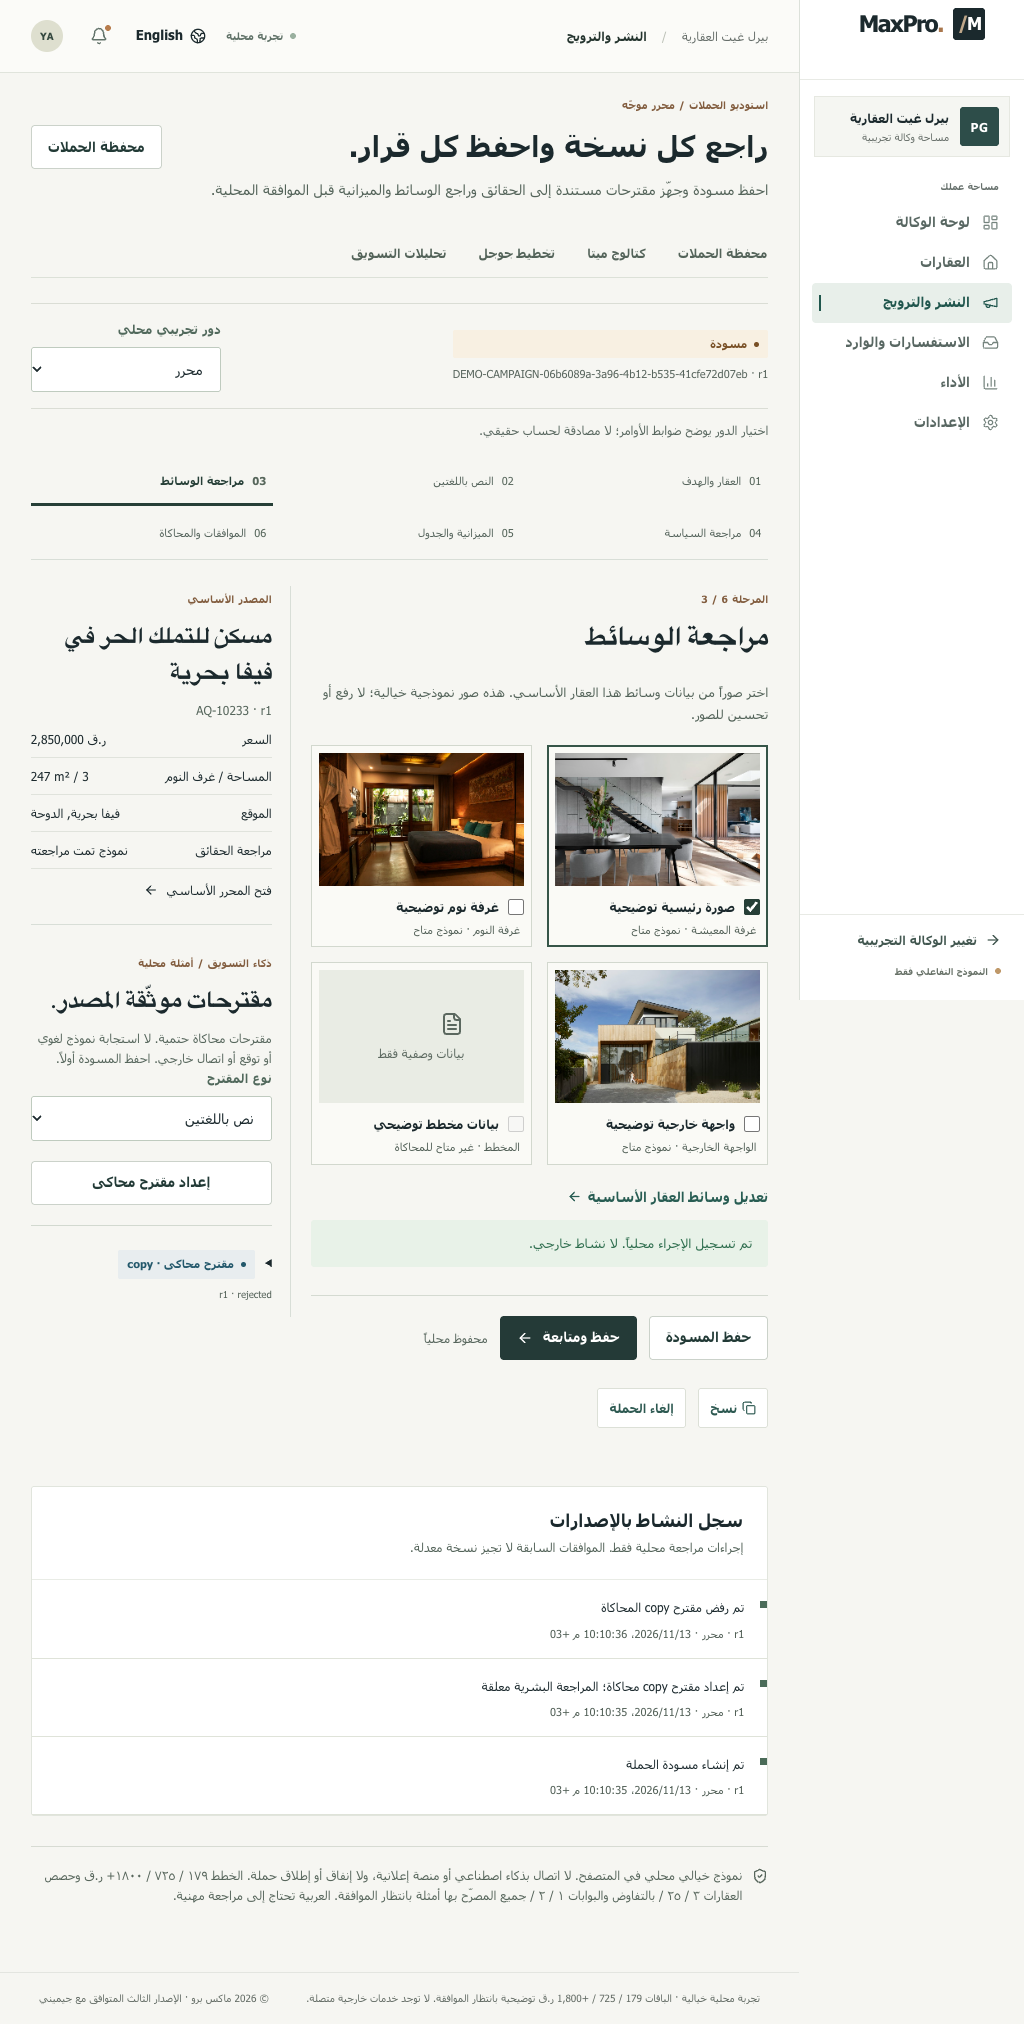 MaxPro.
/M
PG
بيرل غيت العقارية
مساحة وكالة تجريبية
مساحة عملك
لوحة الوكالة
العقارات
النشر والترويج
الاستفسارات والوارد
الأداء
الإعدادات
تغيير الوكالة التجريبية
النموذج التفاعلي فقط
بيرل غيت العقارية / النشر والترويج
تجربة محلية
English
YA
استوديو الحملات / محرر موجّه
راجع كل نسخة واحفظ كل قرار.
احفظ مسودة وجهّز مقترحات مستندة إلى الحقائق وراجع الوسائط والميزانية قبل الموافقة المحلية.
محفظة الحملات
محفظة الحملات
كتالوج ميتا
تخطيط جوجل
تحليلات التسويق
مسودة
DEMO-CAMPAIGN-06b6089a-3a96-4b12-b535-41cfe72d07eb · r1
دور تجريبي محلي
محرر
اختيار الدور يوضح ضوابط الأوامر؛ لا مصادقة لحساب حقيقي.
01 العقار والهدف
02 النص باللغتين
03 مراجعة الوسائط
04 مراجعة السياسة
05 الميزانية والجدول
06 الموافقات والمحاكاة
المرحلة 6 / 3
مراجعة الوسائط
اختر صوراً من بيانات وسائط هذا العقار الأساسي. هذه صور نموذجية خيالية؛ لا رفع أو
تحسين للصور.
صورة رئيسية توضيحية
غرفة المعيشة · نموذج متاح
غرفة نوم توضيحية
غرفة النوم · نموذج متاح
واجهة خارجية توضيحية
الواجهة الخارجية · نموذج متاح
بيانات وصفية فقط
بيانات مخطط توضيحي
المخطط · غير متاح للمحاكاة
تعديل وسائط العقار الأساسية
تم تسجيل الإجراء محلياً. لا نشاط خارجي.
حفظ المسودة
حفظ ومتابعة
محفوظ محلياً
نسخ
إلغاء الحملة
المصدر الأساسي
مسكن للتملك الحر في
فيفا بحرية
AQ-10233 · r1
السعر
2,850,000 ر.ق
المساحة / غرف النوم
247 m² / 3
الموقع
فيفا بحرية, الدوحة
مراجعة الحقائق
نموذج تمت مراجعته
فتح المحرر الأساسي
ذكاء التسويق / أمثلة محلية
مقترحات موثّقة المصدر.
مقترحات محاكاة حتمية. لا استجابة نموذج لغوي
أو توقع أو اتصال خارجي. احفظ المسودة أولاً.
نوع المقترح
نص باللغتين
إعداد مقترح محاكى
مقترح محاكى · copy
r1 · rejected
سجل النشاط بالإصدارات
إجراءات مراجعة محلية فقط. الموافقات السابقة لا تجيز نسخة معدلة.
تم رفض مقترح copy المحاكاة
r1 · محرر · 2026/11/13، 10:10:36 م +03
تم إعداد مقترح copy محاكاة؛ المراجعة البشرية معلقة
r1 · محرر · 2026/11/13، 10:10:35 م +03
تم إنشاء مسودة الحملة
r1 · محرر · 2026/11/13، 10:10:35 م +03
نموذج خيالي محلي في المتصفح. لا اتصال بذكاء اصطناعي أو منصة إعلانية، ولا إنفاق أو إطلاق حملة. الخطط ١٧٩ / ٧٢٥ / ١٨٠٠+ ر.ق وحصص
العقارات ٣ / ٢٥ / بالتفاوض والبوابات ١ / ٢ / جميع المصرّح بها أمثلة بانتظار الموافقة. العربية تحتاج إلى مراجعة مهنية.
تجربة محلية خيالية · الباقات 179 / 725 / +1,800 ر.ق توضيحية بانتظار الموافقة. لا توجد خدمات خارجية متصلة.
© 2026 ماكس برو · الإصدار الثالث المتوافق مع جيميني